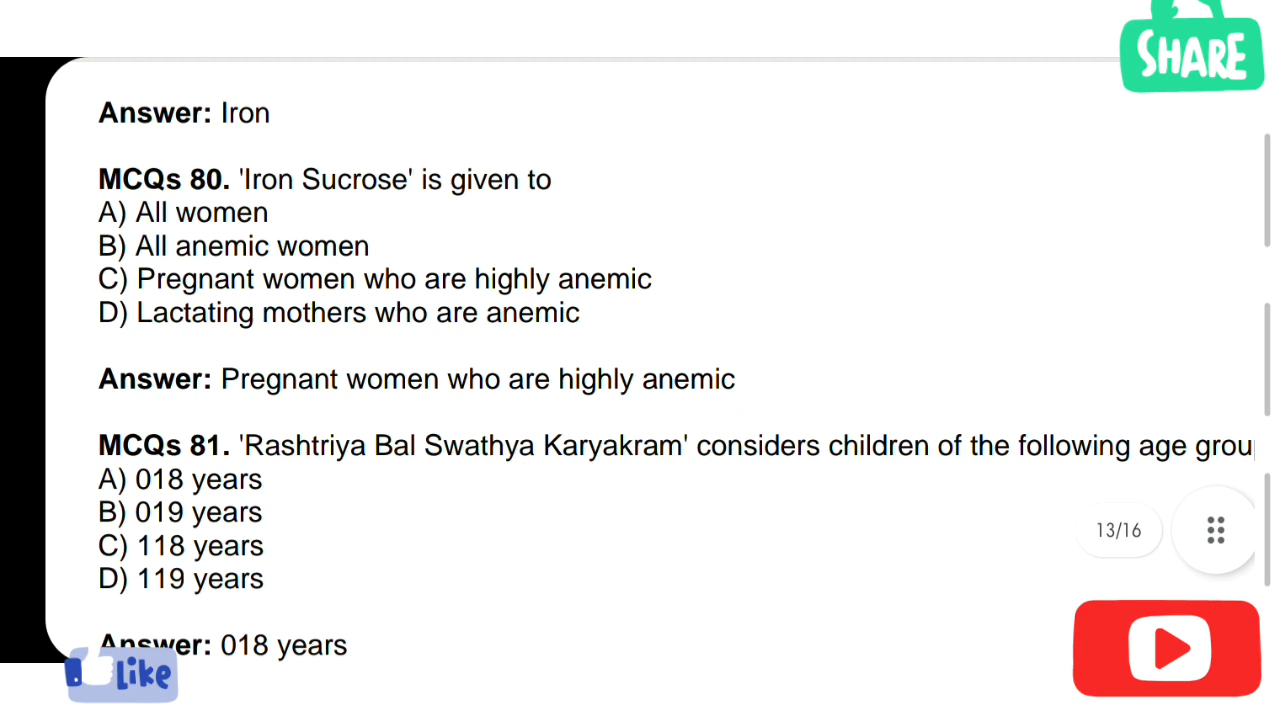 SHARE
Answer: Iron
MCQs 80. 'Iron Sucrose' is given to
A) All women
B) All anemic women
C) Pregnant women who are highly anemic
D) Lactating mothers who are anemic
Answer: Pregnant women who are highly anemic
MCQs 81. 'Rashtriya Bal Swathya Karyakram' considers children of the following age grou
A) 018 years
B) 019 years
C) 118 years
D) 119 years
13/16
Answer: 018 years
Like